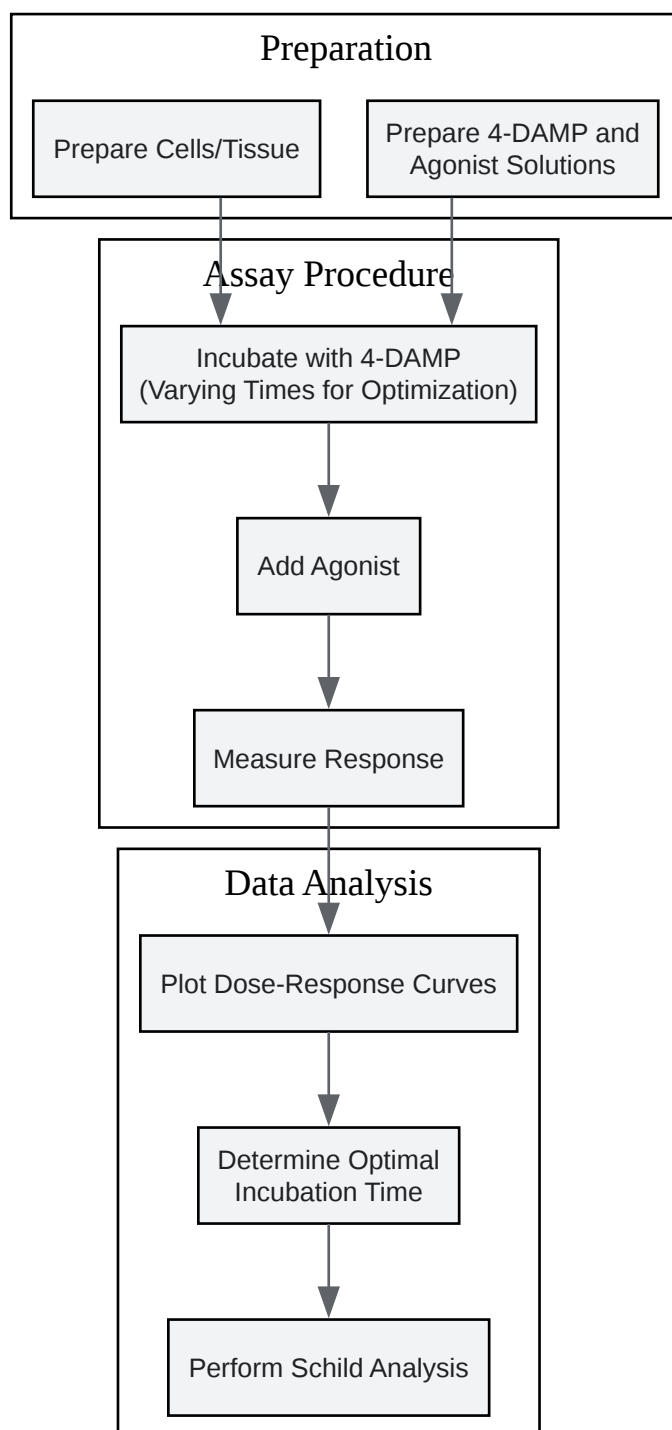 Preparation
Prepare Cells/Tissue
Prepare 4-DAMP and
Agonist Solutions
Assay Procedure
Incubate with 4-DAMP
(Varying Times for Optimization)
Add Agonist
Measure Response
Data Analysis
Plot Dose-Response Curves
Determine Optimal
Incubation Time
Perform Schild Analysis